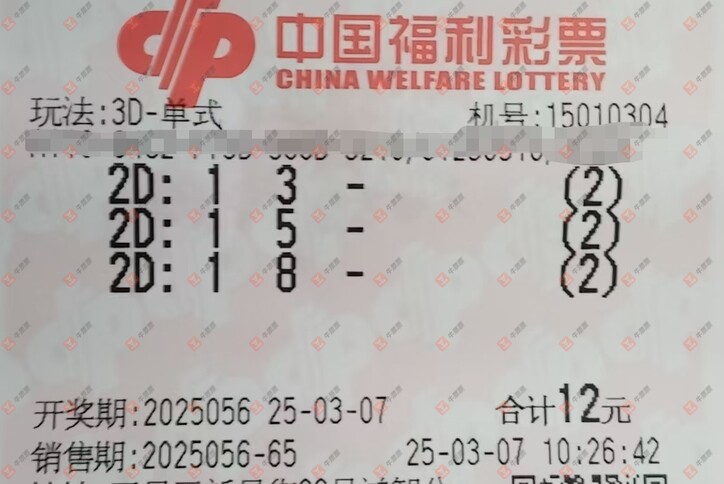 中国福利彩票
CHINA WELFARE LOTTERY
玩法:3D-单式 机号:15010304
2D: 1 3 - (2)
2D: 1 5 - (2)
2D: 1 8 - (2)
开奖期:2025056 25-03-07 合计12元
销售期:2025056-65 25-03-07 10:26:42